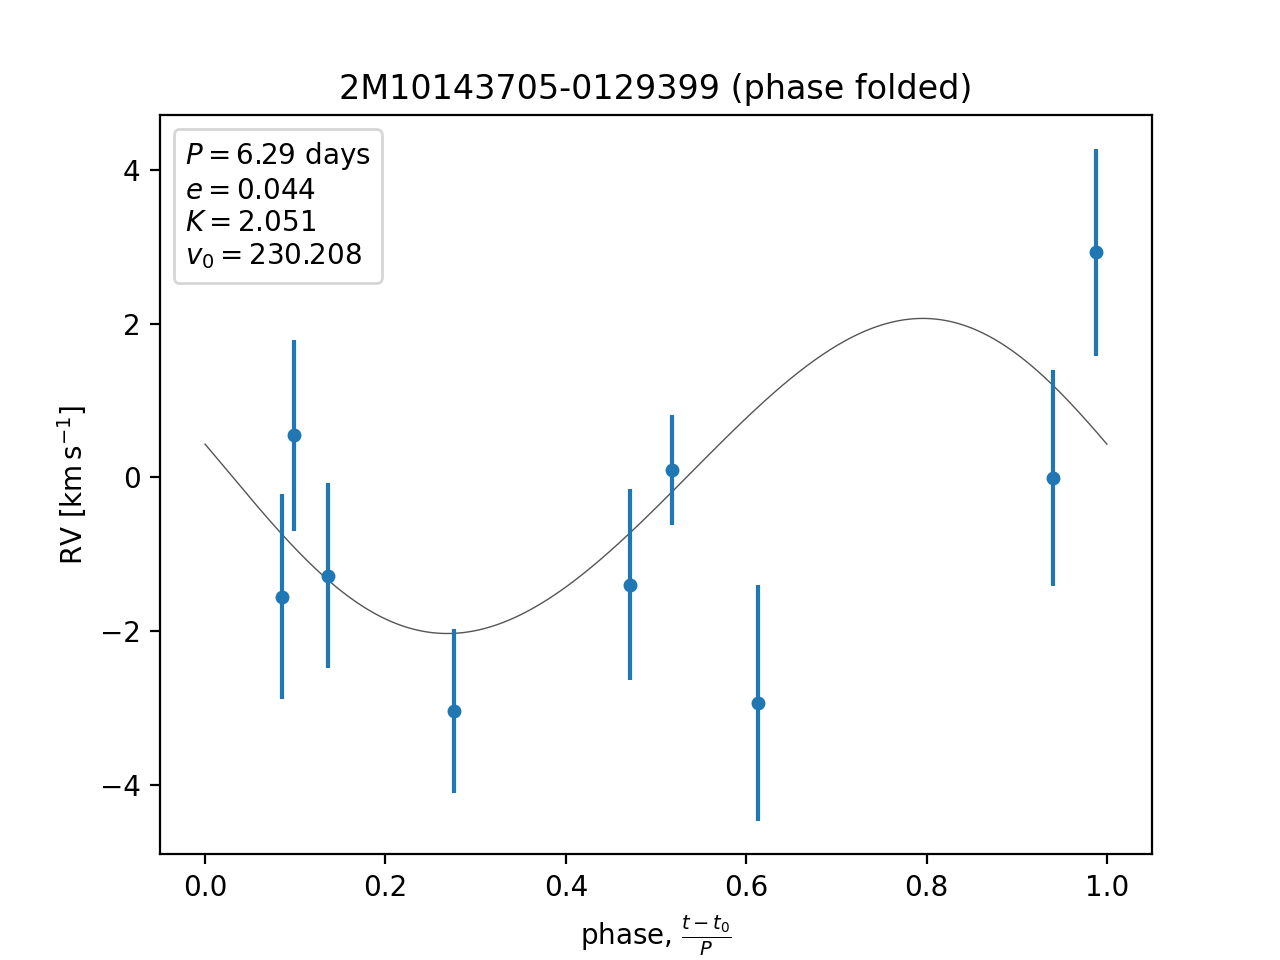 2M10143705-0129399 (phase folded)
P = 6.29 days
e = 0.044
K = 2.051
v₀ = 230.208
4
2
0
−2
−4
RV [km s⁻¹]
0.0 0.2 0.4 0.6 0.8 1.0
phase, (t − t₀)/P